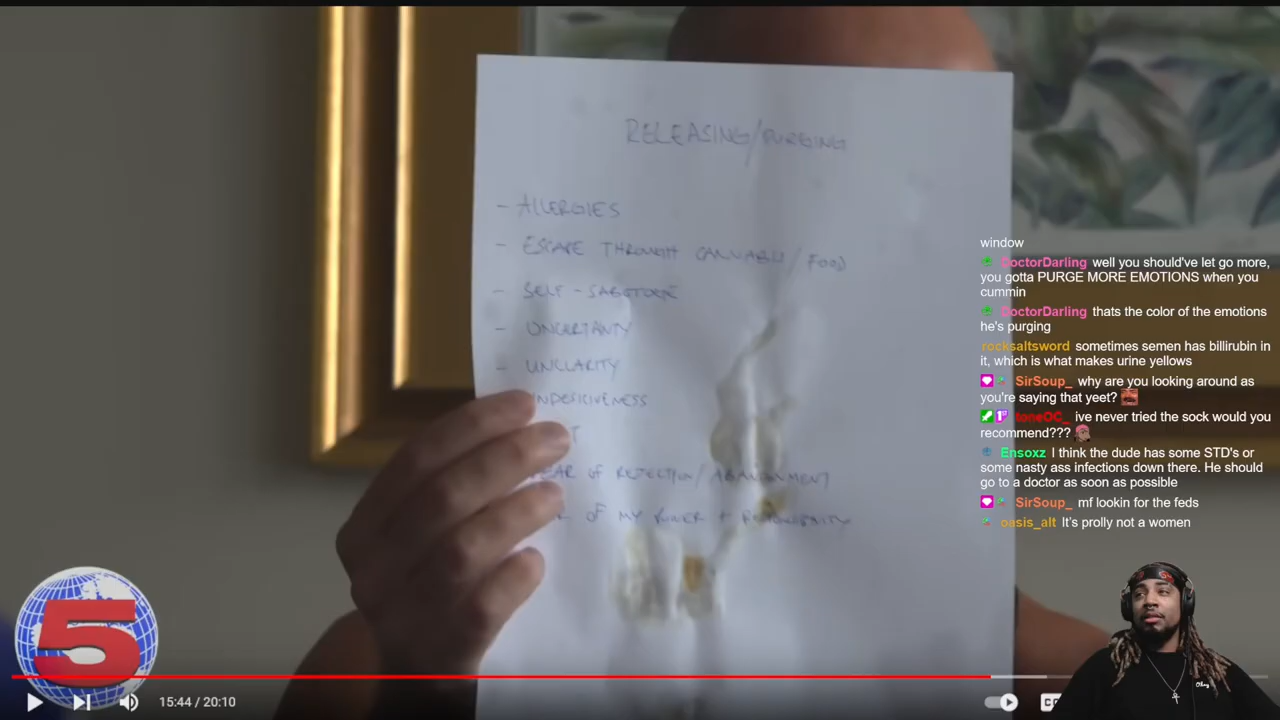 RELEASING/PURGING
- ALLERGIES
- ESCAPE THROUGH CANNABIS/FOOD
- SELF-SABOTAGE
- UNCERTANTY
- UNCLARITY
INDESICIVENESS
FEAR OF REJECTION/ABANDONMENT
OF MY POWER +
window
DoctorDarling well you should've let go more,
you gotta PURGE MORE EMOTIONS when you
cummin
DoctorDarling thats the color of the emotions
he's purging
rocksaltsword sometimes semen has billirubin in
it, which is what makes urine yellows
SirSoup_ why are you looking around as
you're saying that yeet?
toneOC_ ive never tried the sock would you
recommend???
Ensoxz I think the dude has some STD's or
some nasty ass infections down there. He should
go to a doctor as soon as possible
SirSoup_ mf lookin for the feds
oasis_alt It's prolly not a women
5
15:44 / 20:10